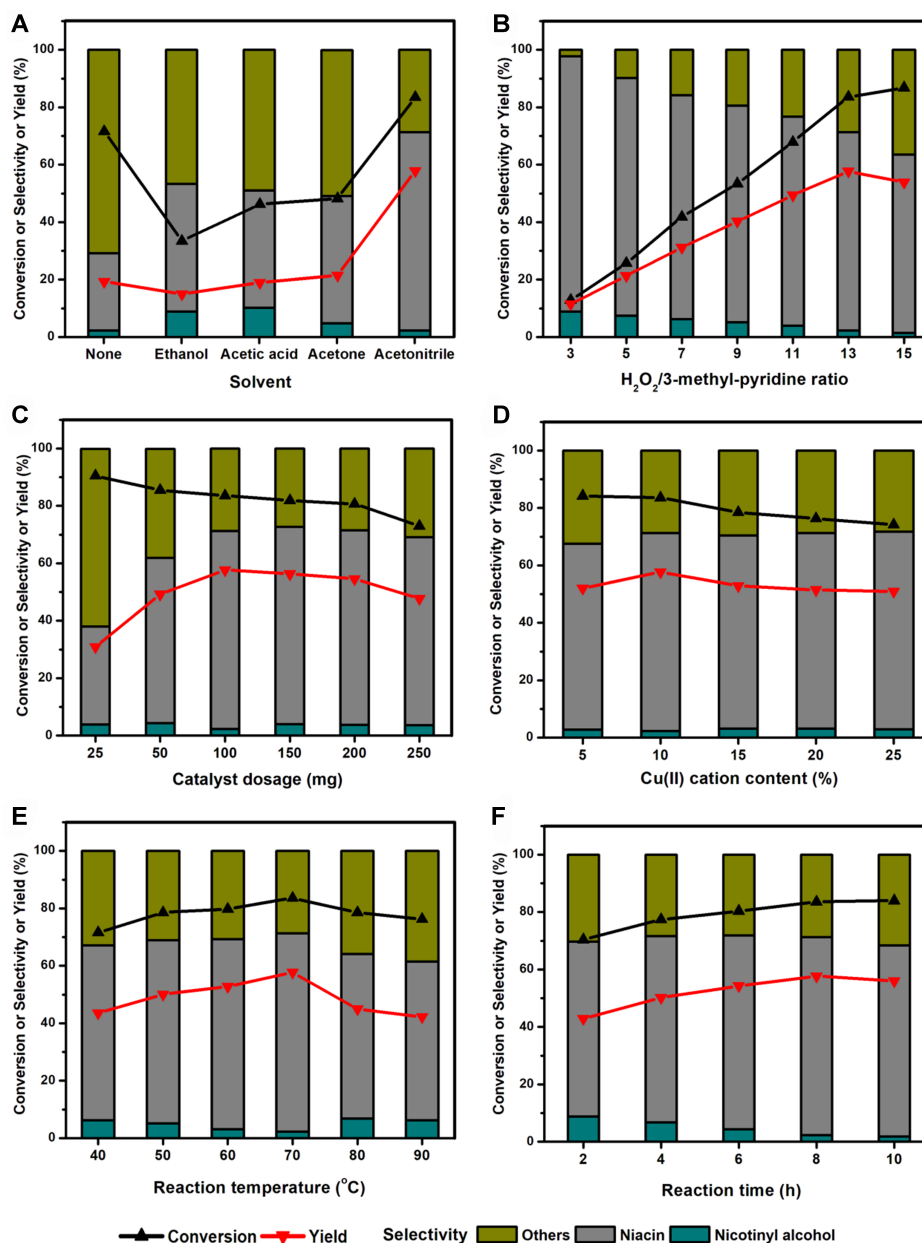 A
Conversion or Selectivity or Yield (%)
100
80
60
40
20
0
None Ethanol Acetic acid Acetone Acetonitrile
Solvent
B
Conversion or Selectivity or Yield (%)
100
80
60
40
20
0
3 5 7 9 11 13 15
H₂O₂/3-methyl-pyridine ratio
C
Conversion or Selectivity or Yield (%)
100
80
60
40
20
0
25 50 100 150 200 250
Catalyst dosage (mg)
D
Conversion or Selectivity or Yield (%)
100
80
60
40
20
0
5 10 15 20 25
Cu(II) cation content (%)
E
Conversion or Selectivity or Yield (%)
100
80
60
40
20
0
40 50 60 70 80 90
Reaction temperature (°C)
F
Conversion or Selectivity or Yield (%)
100
80
60
40
20
0
2 4 6 8 10
Reaction time (h)
Conversion Yield Selectivity Others Niacin Nicotinyl alcohol